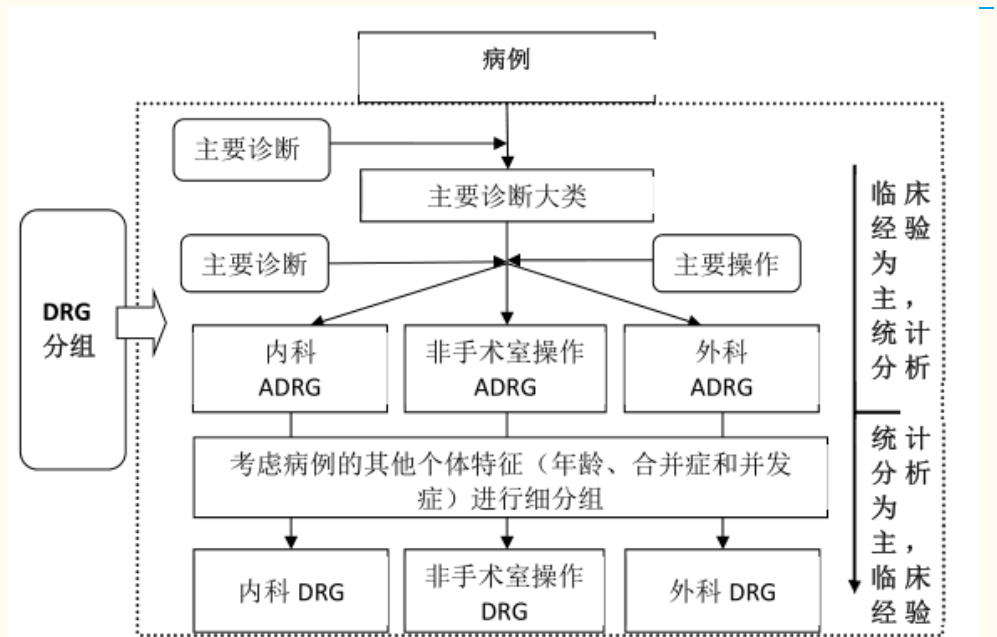 病例
主要诊断
主要诊断大类
主要诊断
主要操作
DRG
分组
内科
ADRG
非手术室操作
ADRG
外科
ADRG
考虑病例的其他个体特征（年龄、合并症和并发
症）进行细分组
内科 DRG
非手术室操作
DRG
外科 DRG
临床
经验
为
主，
统计
分析
统计
分析
为
主，
临床
经验